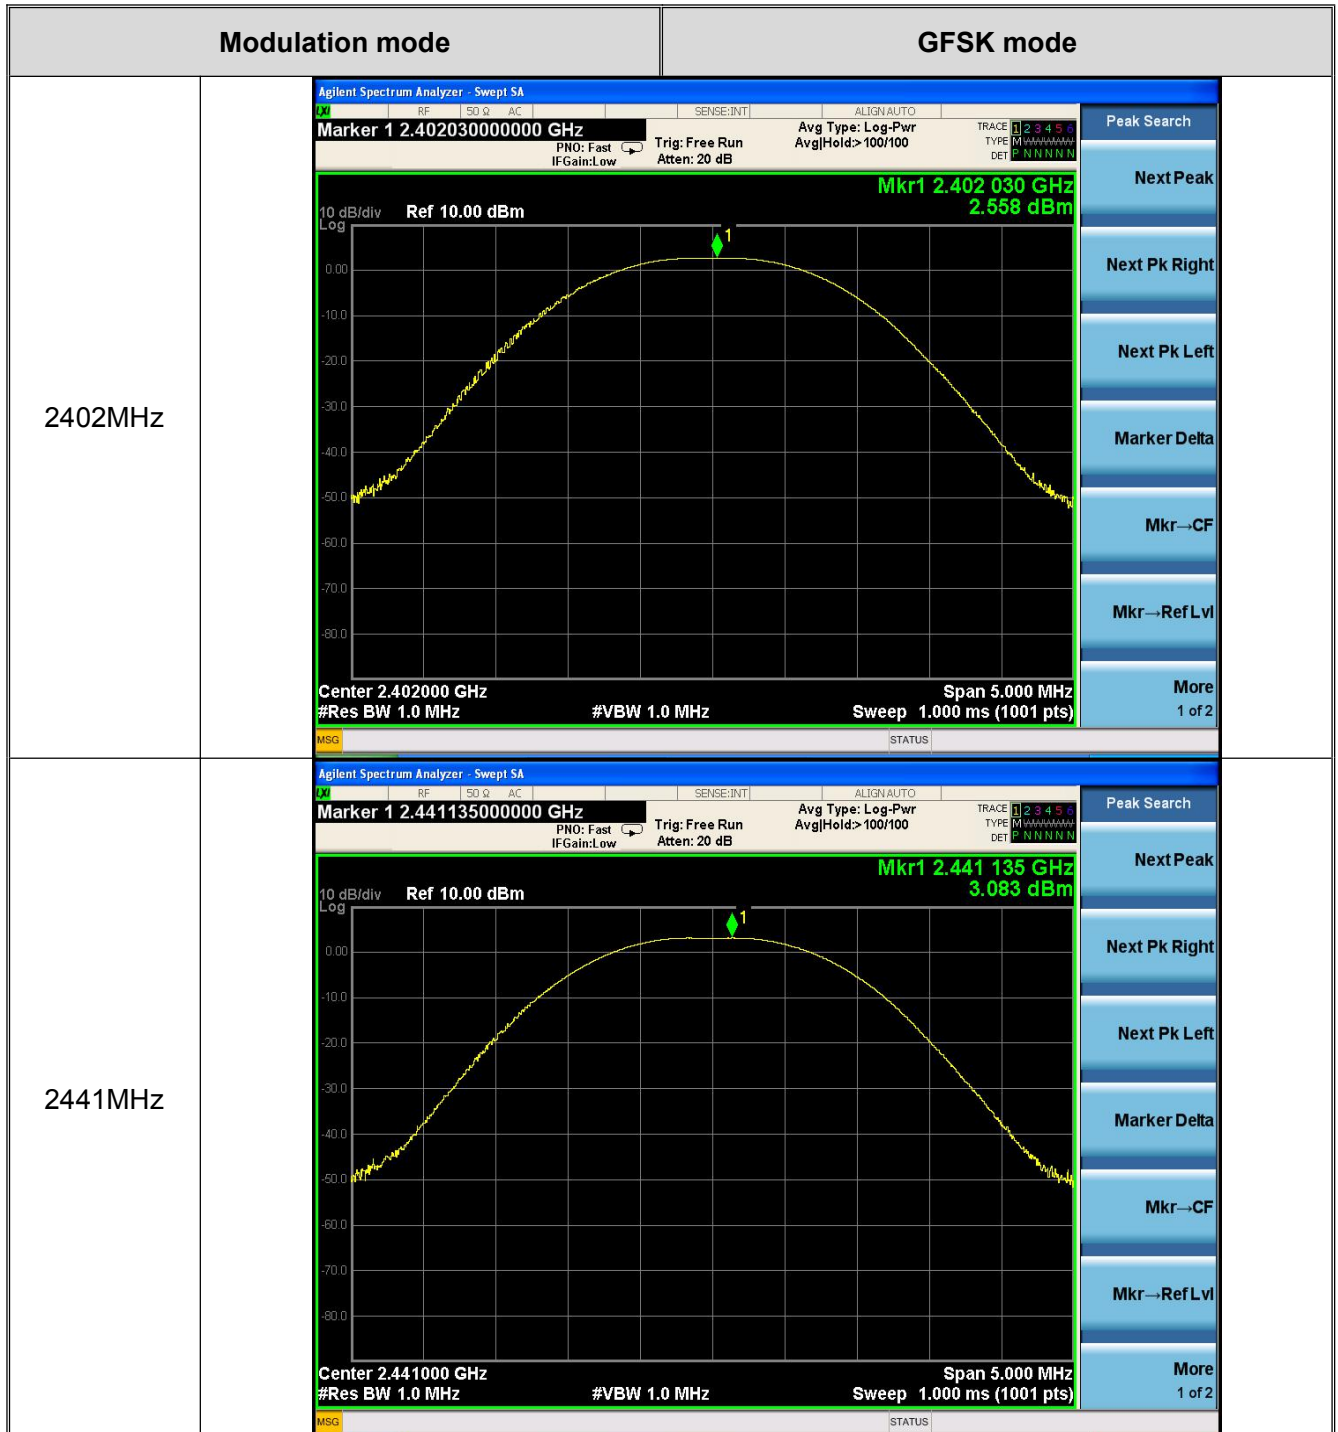 Modulation mode GFSK mode
2402MHz
Agilent Spectrum Analyzer - Swept SA
LXI RF 50 Ω AC SENSE:INT ALIGN AUTO
Marker 1 2.402030000000 GHz
PNO: Fast
IFGain:Low
Trig: Free Run
Atten: 20 dB
Avg Type: Log-Pwr
Avg|Hold:>100/100
TRACE 1 2 3 4 5 6
TYPE M W W W W W
DET P N N N N N
Mkr1 2.402 030 GHz
2.558 dBm
10 dB/div Ref 10.00 dBm
Log
1
0.00
-10.0
-20.0
-30.0
-40.0
-50.0
-60.0
-70.0
-80.0
Center 2.402000 GHz Span 5.000 MHz
#Res BW 1.0 MHz #VBW 1.0 MHz Sweep 1.000 ms (1001 pts)
MSG STATUS
Peak Search
Next Peak
Next Pk Right
Next Pk Left
Marker Delta
Mkr→CF
Mkr→Ref Lvl
More
1 of 2
2441MHz
Agilent Spectrum Analyzer - Swept SA
LXI RF 50 Ω AC SENSE:INT ALIGN AUTO
Marker 1 2.441135000000 GHz
PNO: Fast
IFGain:Low
Trig: Free Run
Atten: 20 dB
Avg Type: Log-Pwr
Avg|Hold:>100/100
TRACE 1 2 3 4 5 6
TYPE M W W W W W
DET P N N N N N
Mkr1 2.441 135 GHz
3.083 dBm
10 dB/div Ref 10.00 dBm
Log
1
0.00
-10.0
-20.0
-30.0
-40.0
-50.0
-60.0
-70.0
-80.0
Center 2.441000 GHz Span 5.000 MHz
#Res BW 1.0 MHz #VBW 1.0 MHz Sweep 1.000 ms (1001 pts)
MSG STATUS
Peak Search
Next Peak
Next Pk Right
Next Pk Left
Marker Delta
Mkr→CF
Mkr→Ref Lvl
More
1 of 2